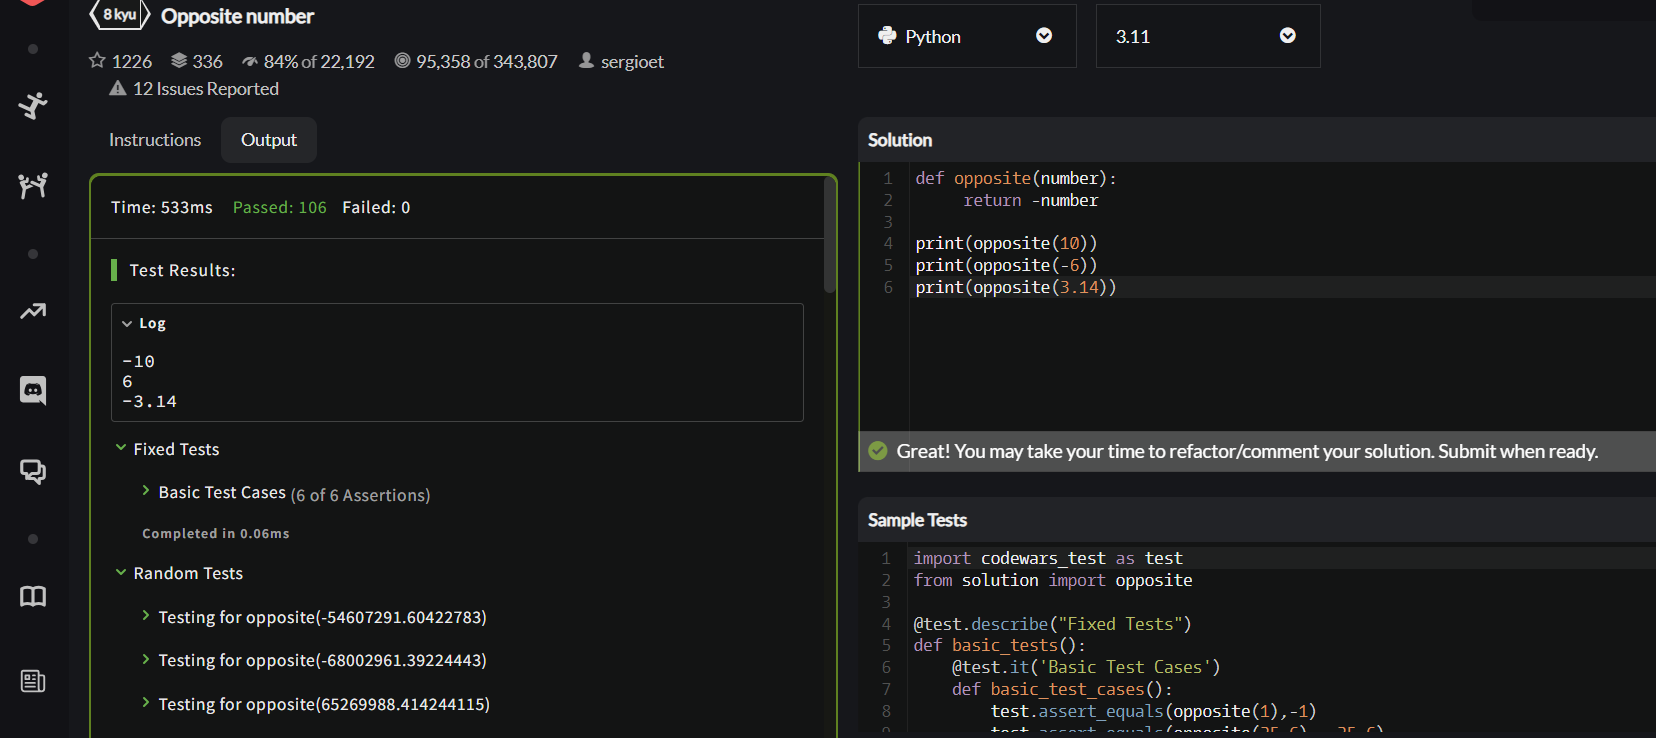 8 kyu Opposite number
1226 336 84% of 22,192 95,358 of 343,807 sergioet
12 Issues Reported
Instructions Output
Time: 533ms Passed: 106 Failed: 0
Test Results:
Log
-10
6
-3.14
Fixed Tests
Basic Test Cases (6 of 6 Assertions)
Completed in 0.06ms
Random Tests
Testing for opposite(-54607291.60422783)
Testing for opposite(-68002961.39224443)
Testing for opposite(65269988.414244115)
Python 3.11
Solution
1 def opposite(number):
2 return -number
3
4 print(opposite(10))
5 print(opposite(-6))
6 print(opposite(3.14))
Great! You may take your time to refactor/comment your solution. Submit when ready.
Sample Tests
1 import codewars_test as test
2 from solution import opposite
3
4 @test.describe("Fixed Tests")
5 def basic_tests():
6 @test.it('Basic Test Cases')
7 def basic_test_cases():
8 test.assert_equals(opposite(1),-1)